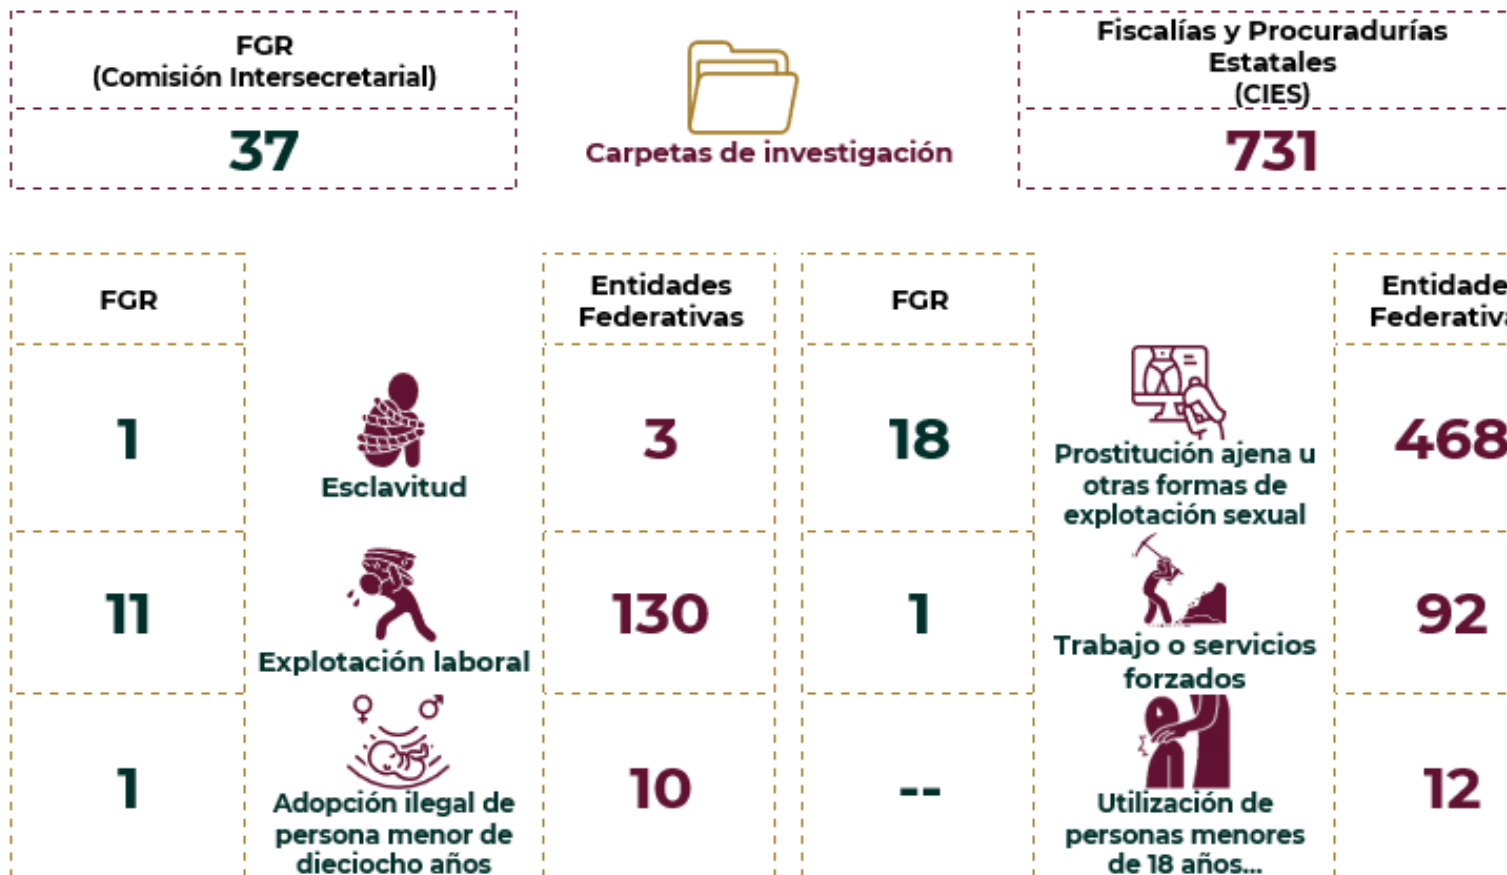 FGR
(Comisión Intersecretarial)
37
Carpetas de investigación
Fiscalías y Procuradurías
Estatales
(CIES)
731
FGR
Entidades
Federativas
FGR
1
Esclavitud
3
18
Prostitución ajena u
otras formas de
explotación sexual
468
11
Explotación laboral
130
1
Trabajo o servicios
forzados
92
1
Adopción ilegal de
persona menor de
dieciocho años
10
--
Utilización de
personas menores
de 18 años...
12